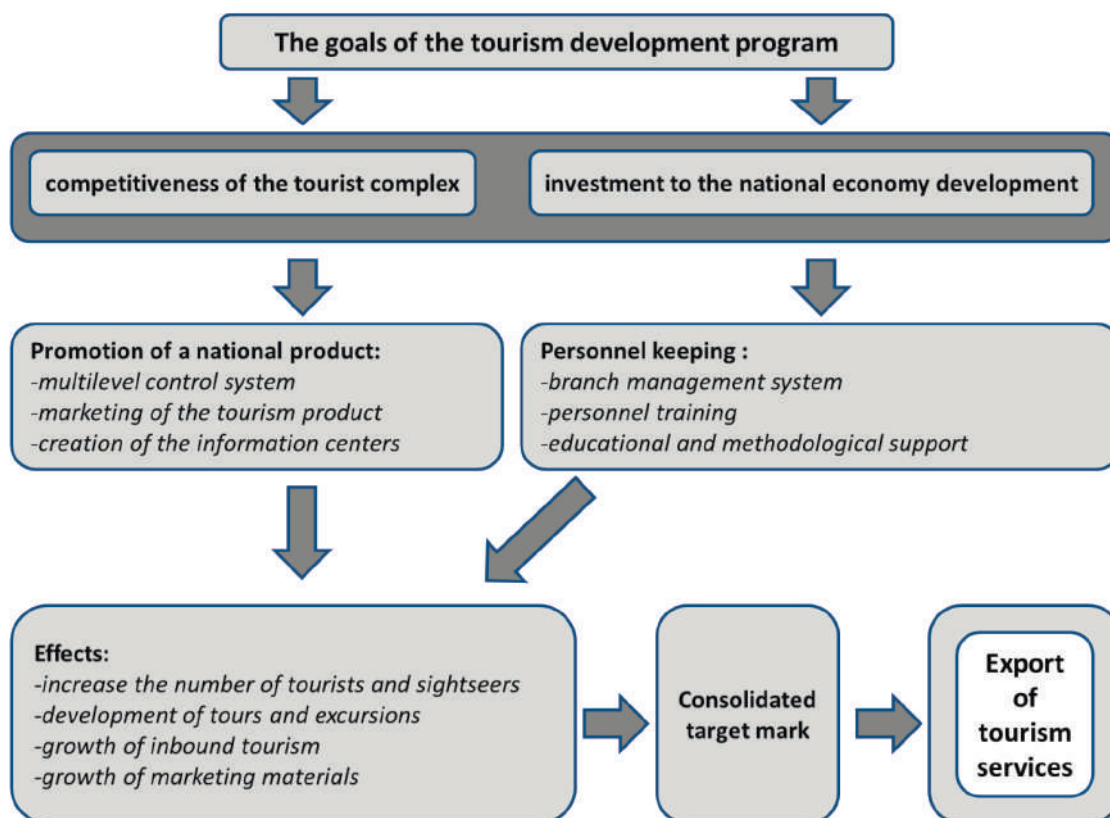 The goals of the tourism development program
competitiveness of the tourist complex
investment to the national economy development
Promotion of a national product:
-multilevel control system
-marketing of the tourism product
-creation of the information centers
Personnel keeping :
-branch management system
-personnel training
-educational and methodological support
Effects:
-increase the number of tourists and sightseers
-development of tours and excursions
-growth of inbound tourism
-growth of marketing materials
Consolidated
target mark
Export
of
tourism
services